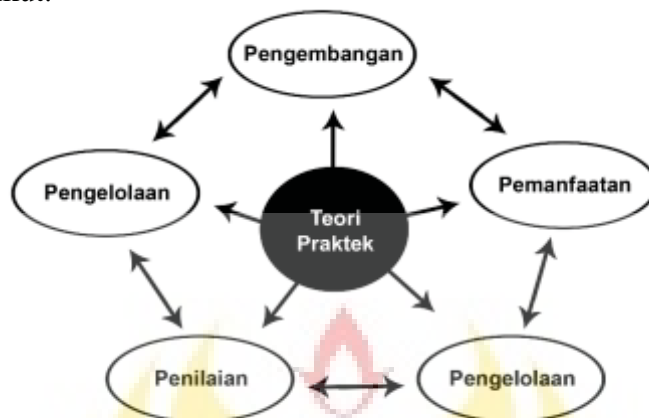 Pengembangan
Pengelolaan
Pemanfaatan
Teori
Praktek
Penilaian
Pengelolaan